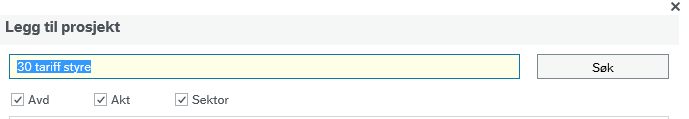 Legg til prosjekt
30 tariff styre
Søk
Avd Akt Sektor